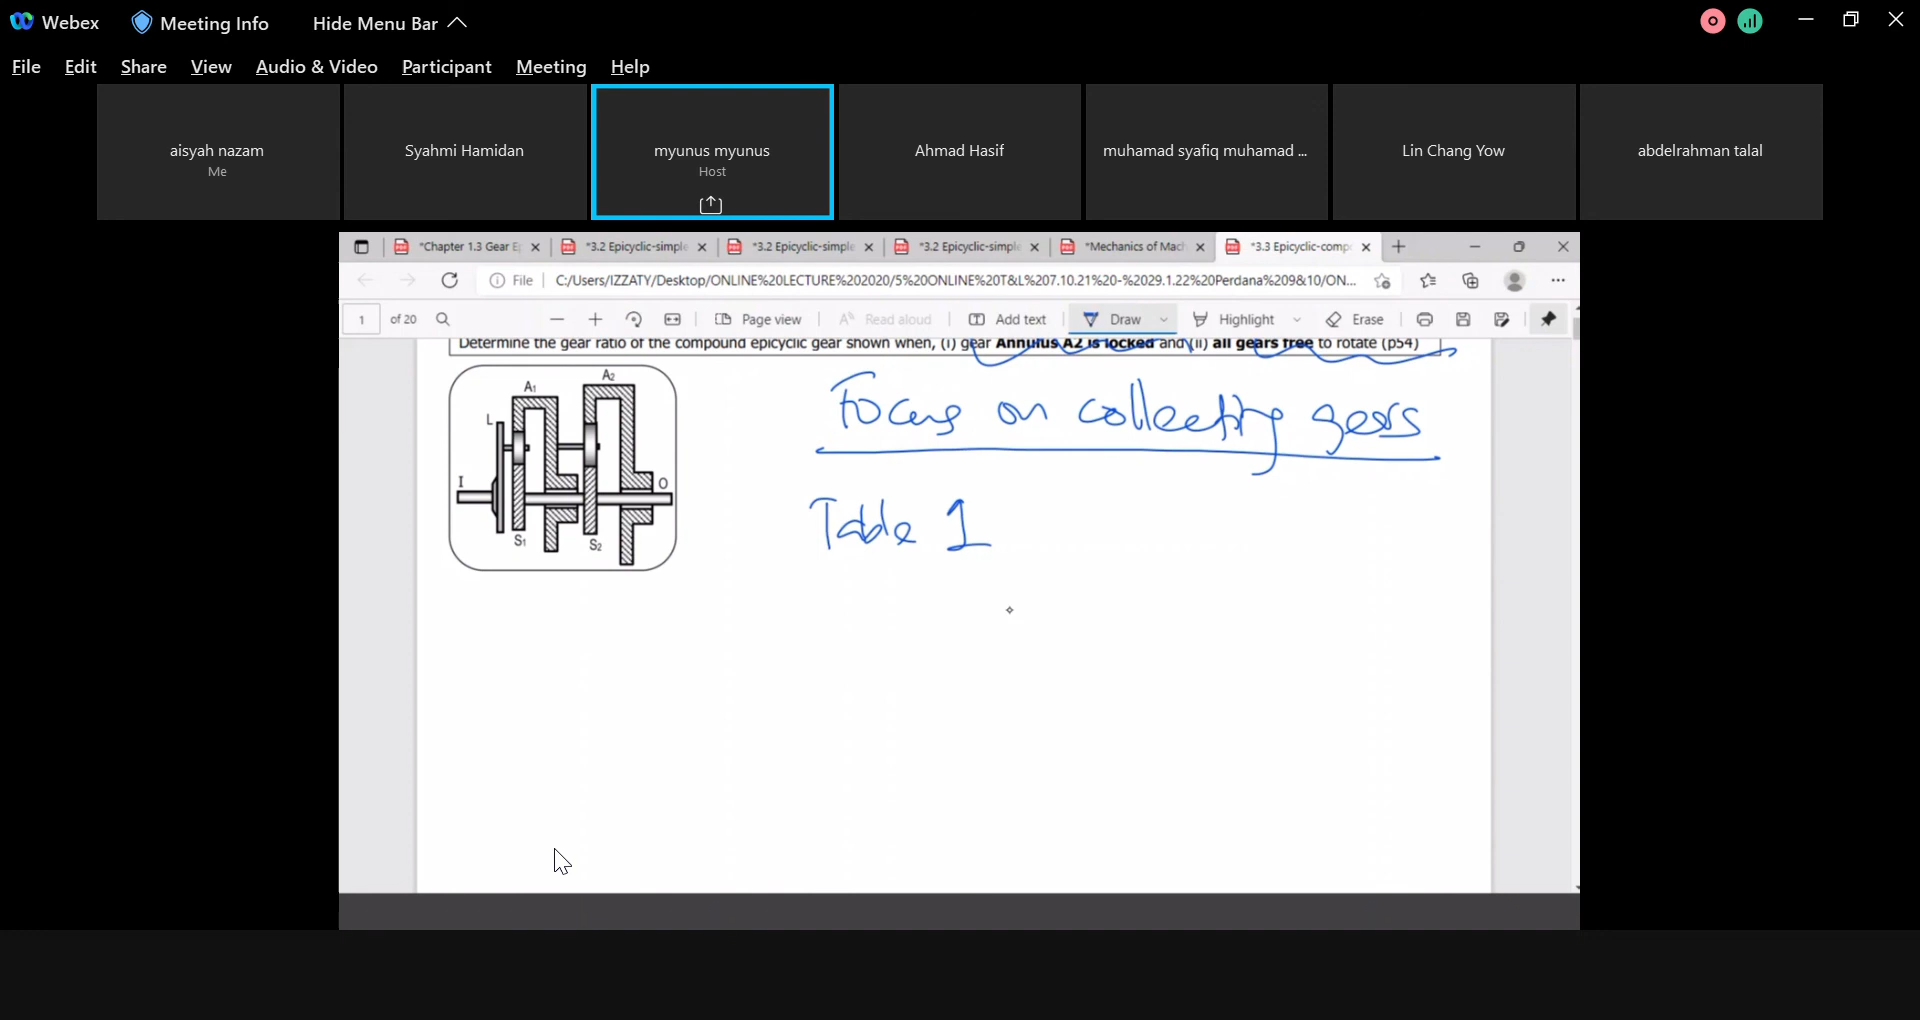 Webex Meeting Info Hide Menu Bar
File Edit Share View Audio & Video Participant Meeting Help
aisyah nazam
Me
Syahmi Hamidan
myunus myunus
Host
Ahmad Hasif
muhamad syafiq muhamad ...
Lin Chang Yow
abdelrahman talal
*Chapter 1.3 Gear E
*3.2 Epicyclic-simple
*3.2 Epicyclic-simple
*3.2 Epicyclic-simple
*Mechanics of Mach
*3.3 Epicyclic-comp
File C:/Users/IZZATY/Desktop/ONLINE%20LECTURE%202020/5%20ONLINE%20T&L%207.10.21%20-%2029.1.22%20Perdana%209&10/ON...
1 of 20 Page view Read aloud Add text Draw Highlight Erase
Determine the gear ratio of the compound epicyclic gear shown when, (i) gear Annulus A2 is locked and (ii) all gears free to rotate (p54)
A1
A2
L
I
O
S1
S2
Focus on collecting gears
Table 1